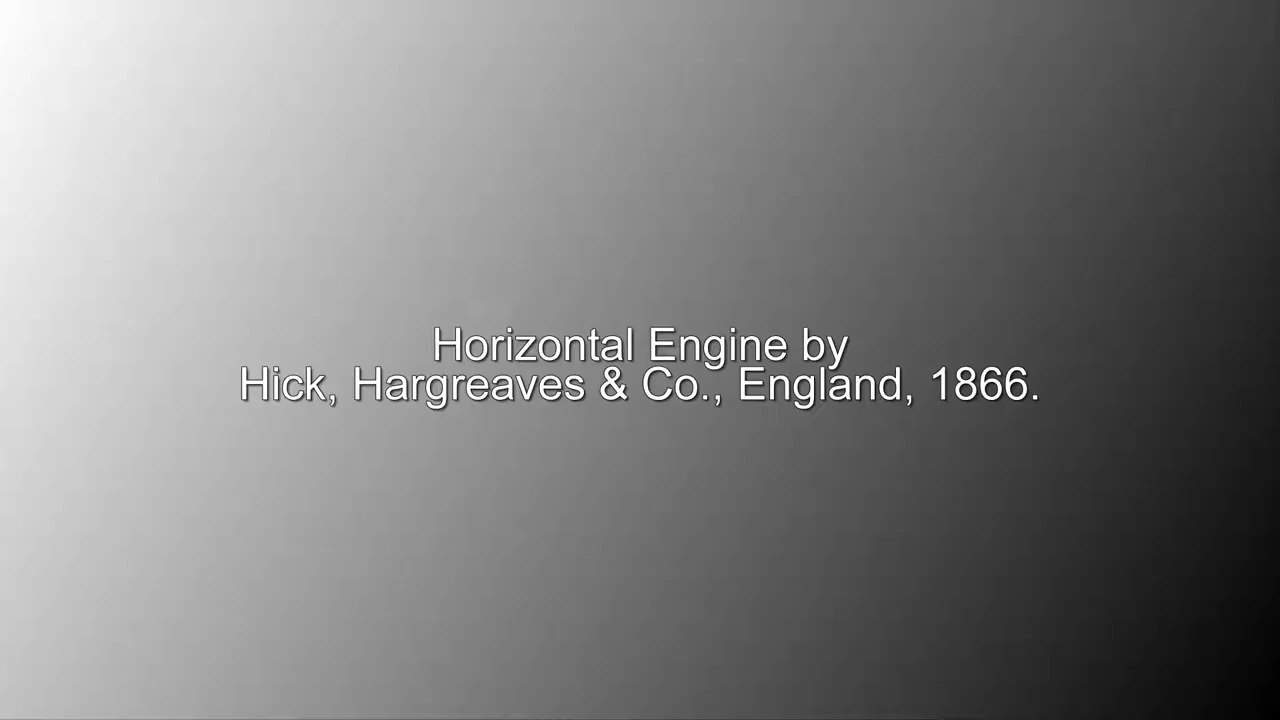 Horizontal Engine by
Hick, Hargreaves & Co., England, 1866.